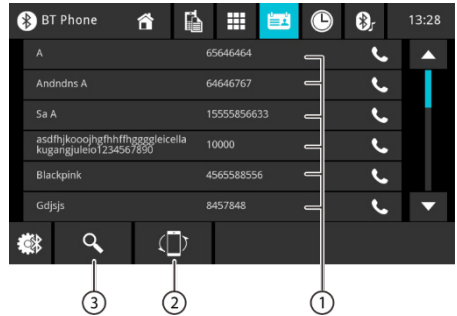 BT Phone 13:28
A 65646464
Andndns A 64646767
Sa A 15555856633
asdfhjkooojhgfhhffhggggleicella
kugangjuleio1234567890 10000
Blackpink 4565588556
Gdjsjs 8457848
3 2 1